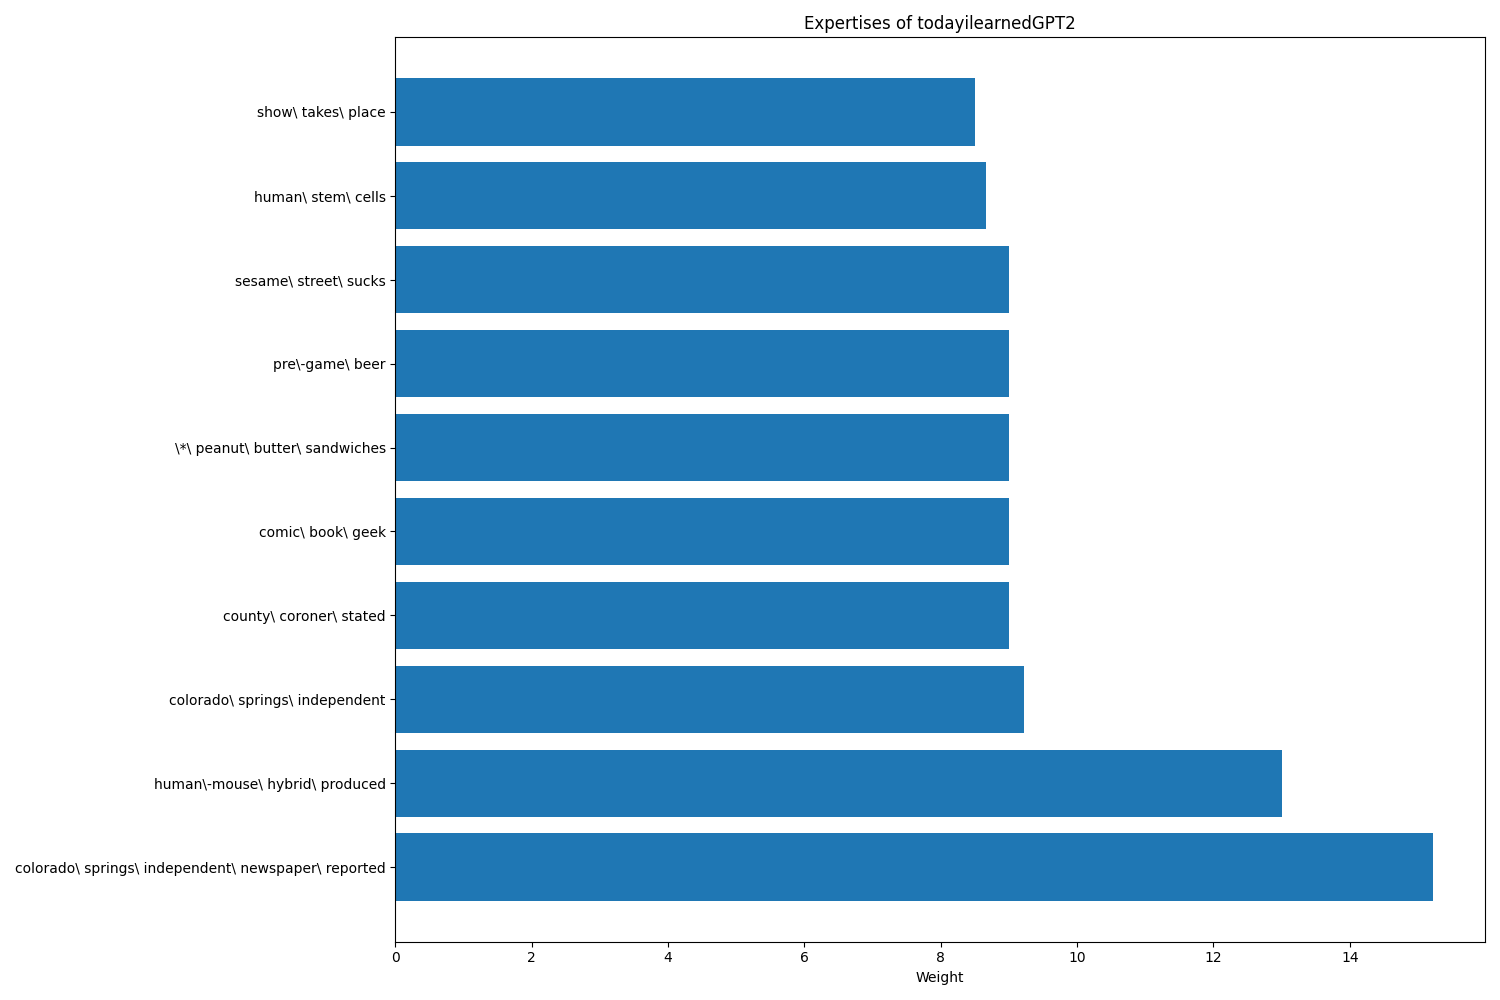 Expertises of todayilearnedGPT2
show\ takes\ place
human\ stem\ cells
sesame\ street\ sucks
pre\-game\ beer
\*\ peanut\ butter\ sandwiches
comic\ book\ geek
county\ coroner\ stated
colorado\ springs\ independent
human\-mouse\ hybrid\ produced
colorado\ springs\ independent\ newspaper\ reported
0 2 4 6 8 10 12 14
Weight